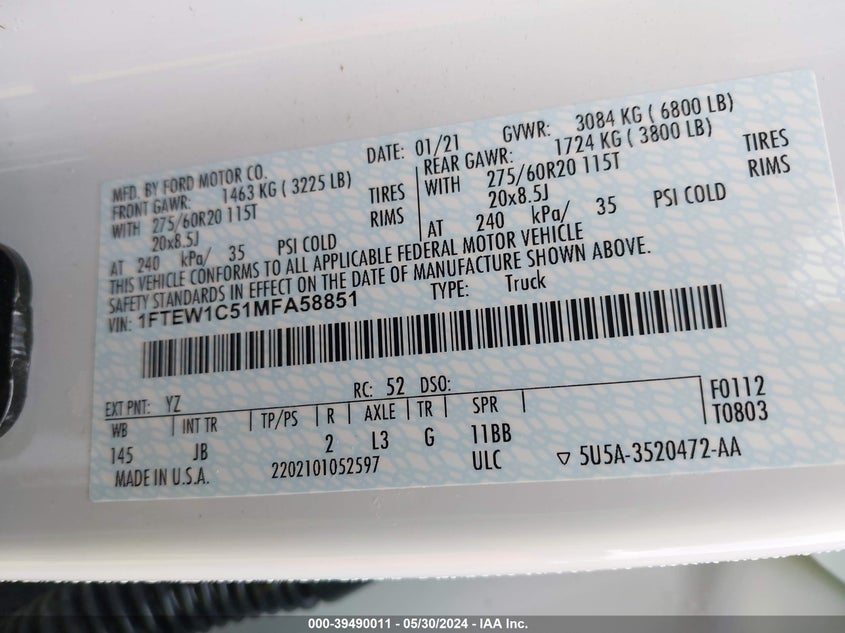 MFD. BY FORD MOTOR CO. DATE: 01/21 GVWR: 3084 KG ( 6800 LB)
FRONT GAWR: 1463 KG ( 3225 LB) REAR GAWR: 1724 KG ( 3800 LB)
WITH 275/60R20 115T TIRES WITH 275/60R20 115T TIRES
20x8.5J RIMS 20x8.5J RIMS
AT 240 kPa/ 35 PSI COLD AT 240 kPa/ 35 PSI COLD
THIS VEHICLE CONFORMS TO ALL APPLICABLE FEDERAL MOTOR VEHICLE
SAFETY STANDARDS IN EFFECT ON THE DATE OF MANUFACTURE SHOWN ABOVE.
VIN: 1FTEW1C51MFA58851 TYPE: Truck
EXT PNT: YZ RC: 52 DSO: F0112
WB INT TR TP/PS R AXLE TR SPR T0803
145 JB 2 L3 G 11BB
MADE IN U.S.A. 2202101052597 ULC ▽ 5U5A-3520472-AA
000-39490011 - 05/30/2024 - IAA Inc.